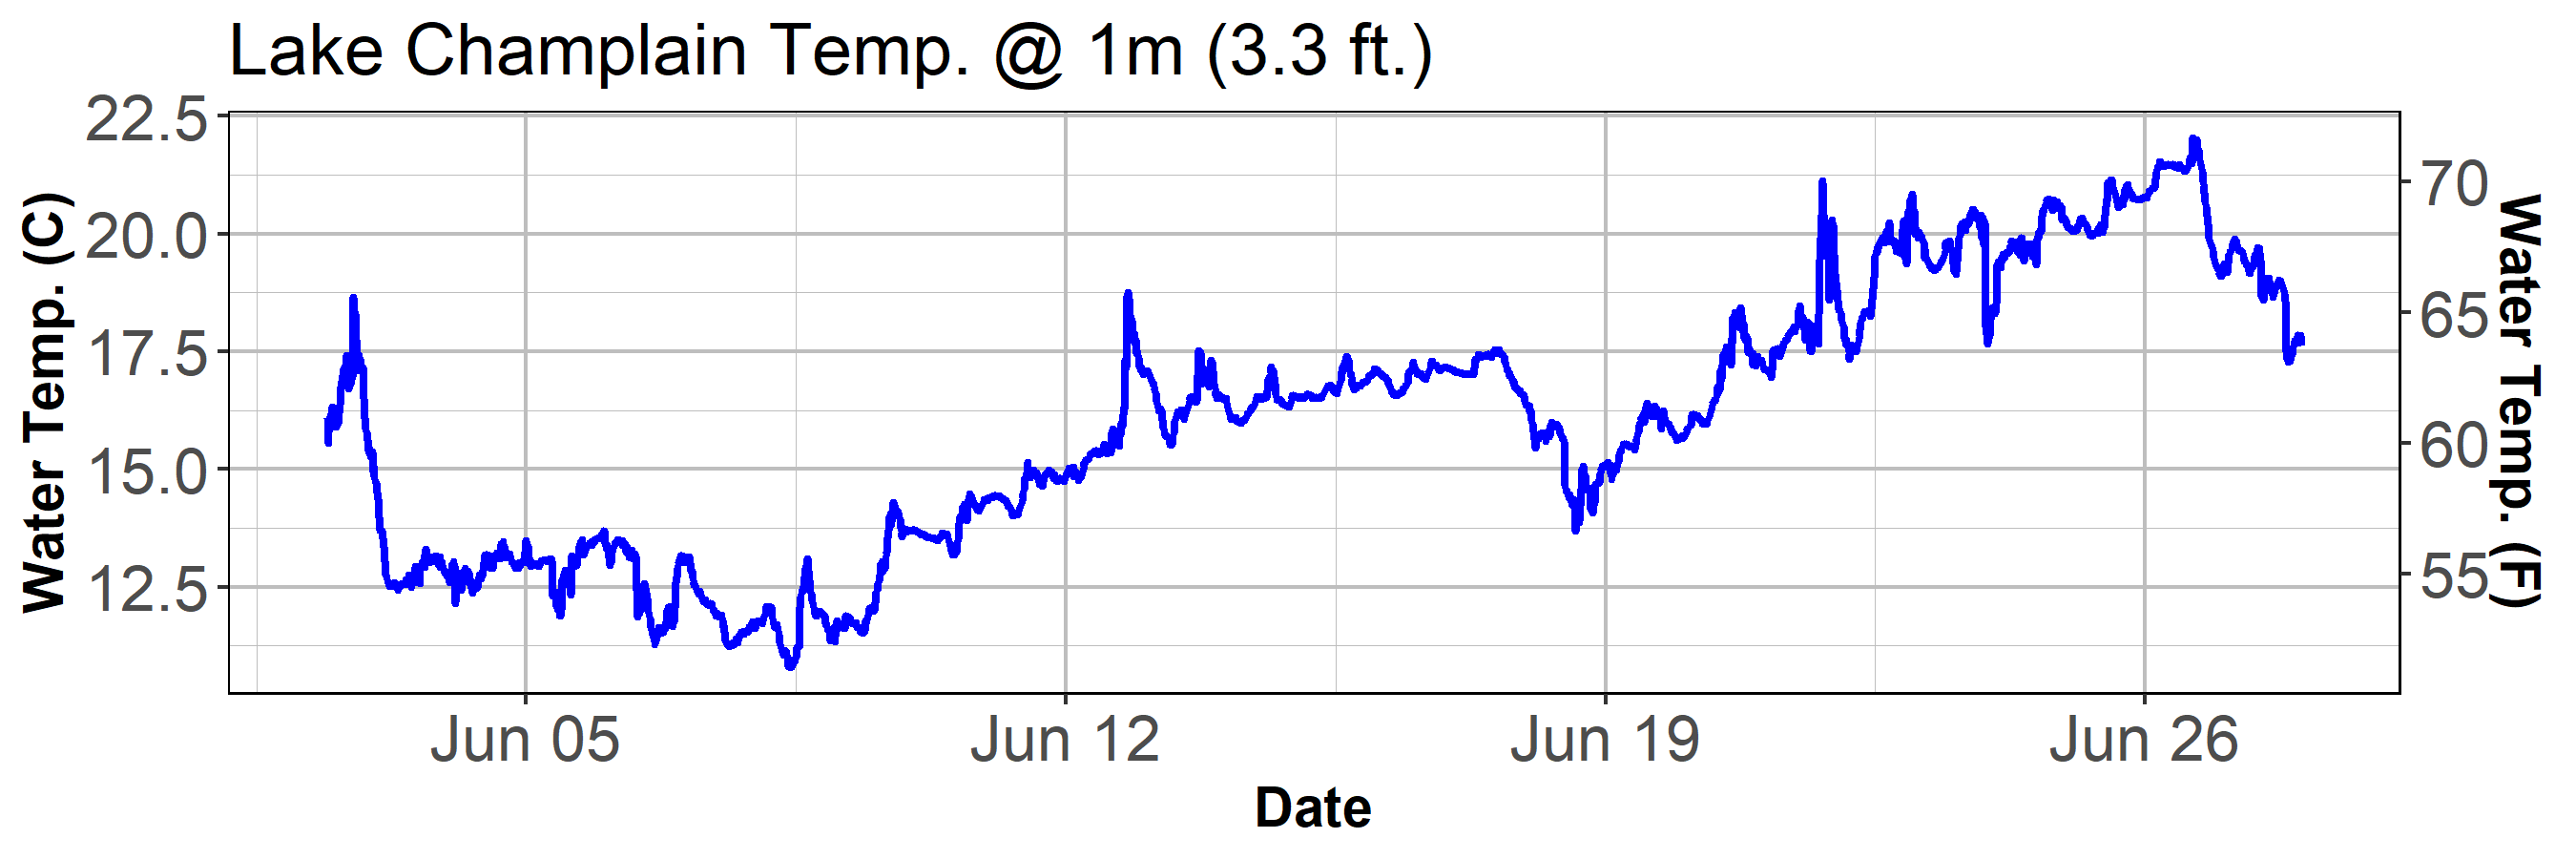 Lake Champlain Temp. @ 1m (3.3 ft.)
Water Temp. (C)
22.5
20.0
17.5
15.0
12.5
70
65
60
55
Water Temp. (F)
Jun 05 Jun 12 Jun 19 Jun 26
Date